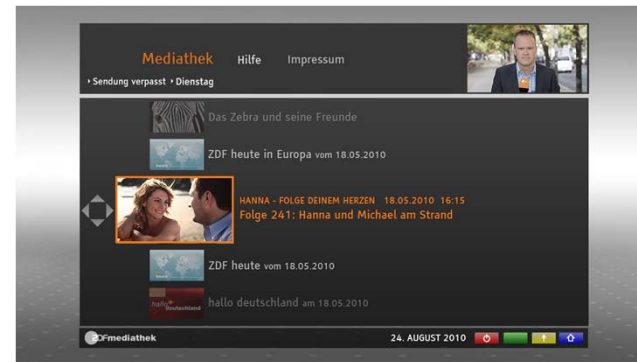 Mediathek Hilfe Impressum
Sendung verpasst Dienstag
Das Zebra und seine Freunde
ZDF heute in Europa vom 18.05.2010
HANNA - FOLGE DEINEM HERZEN 18.05.2010 16:15
Folge 241: Hanna und Michael am Strand
ZDF heute vom 18.05.2010
hallo deutschland am 18.05.2010
ZDFmediathek 24. AUGUST 2010